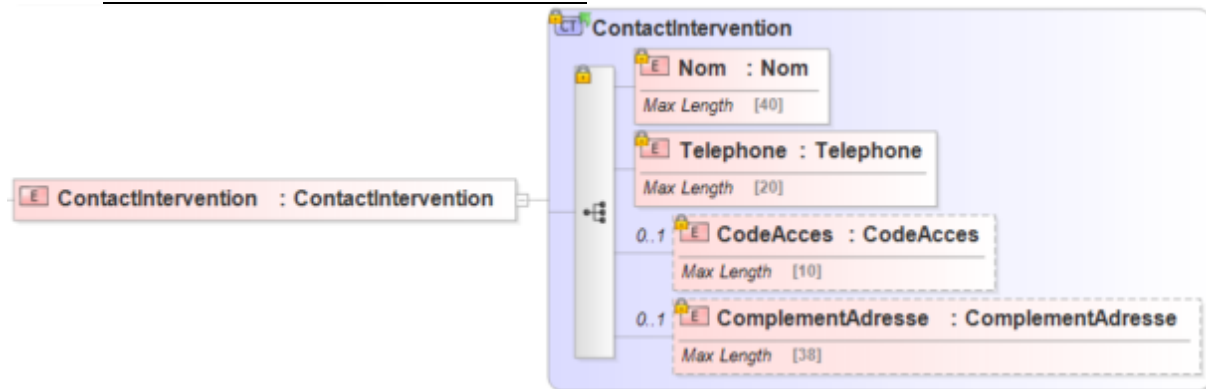 CT ContactIntervention
E Nom : Nom
Max Length [40]
E Telephone : Telephone
Max Length [20]
E ContactIntervention : ContactIntervention
0..1 E CodeAcces : CodeAcces
Max Length [10]
0..1 E ComplementAdresse : ComplementAdresse
Max Length [38]